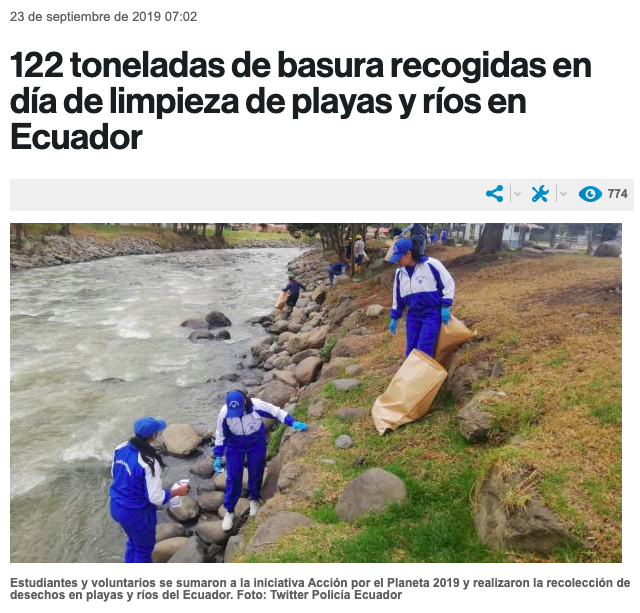 23 de septiembre de 2019 07:02
122 toneladas de basura recogidas en
día de limpieza de playas y ríos en
Ecuador
774
Estudiantes y voluntarios se sumaron a la iniciativa Acción por el Planeta 2019 y realizaron la recolección de
desechos en playas y ríos del Ecuador. Foto: Twitter Policía Ecuador